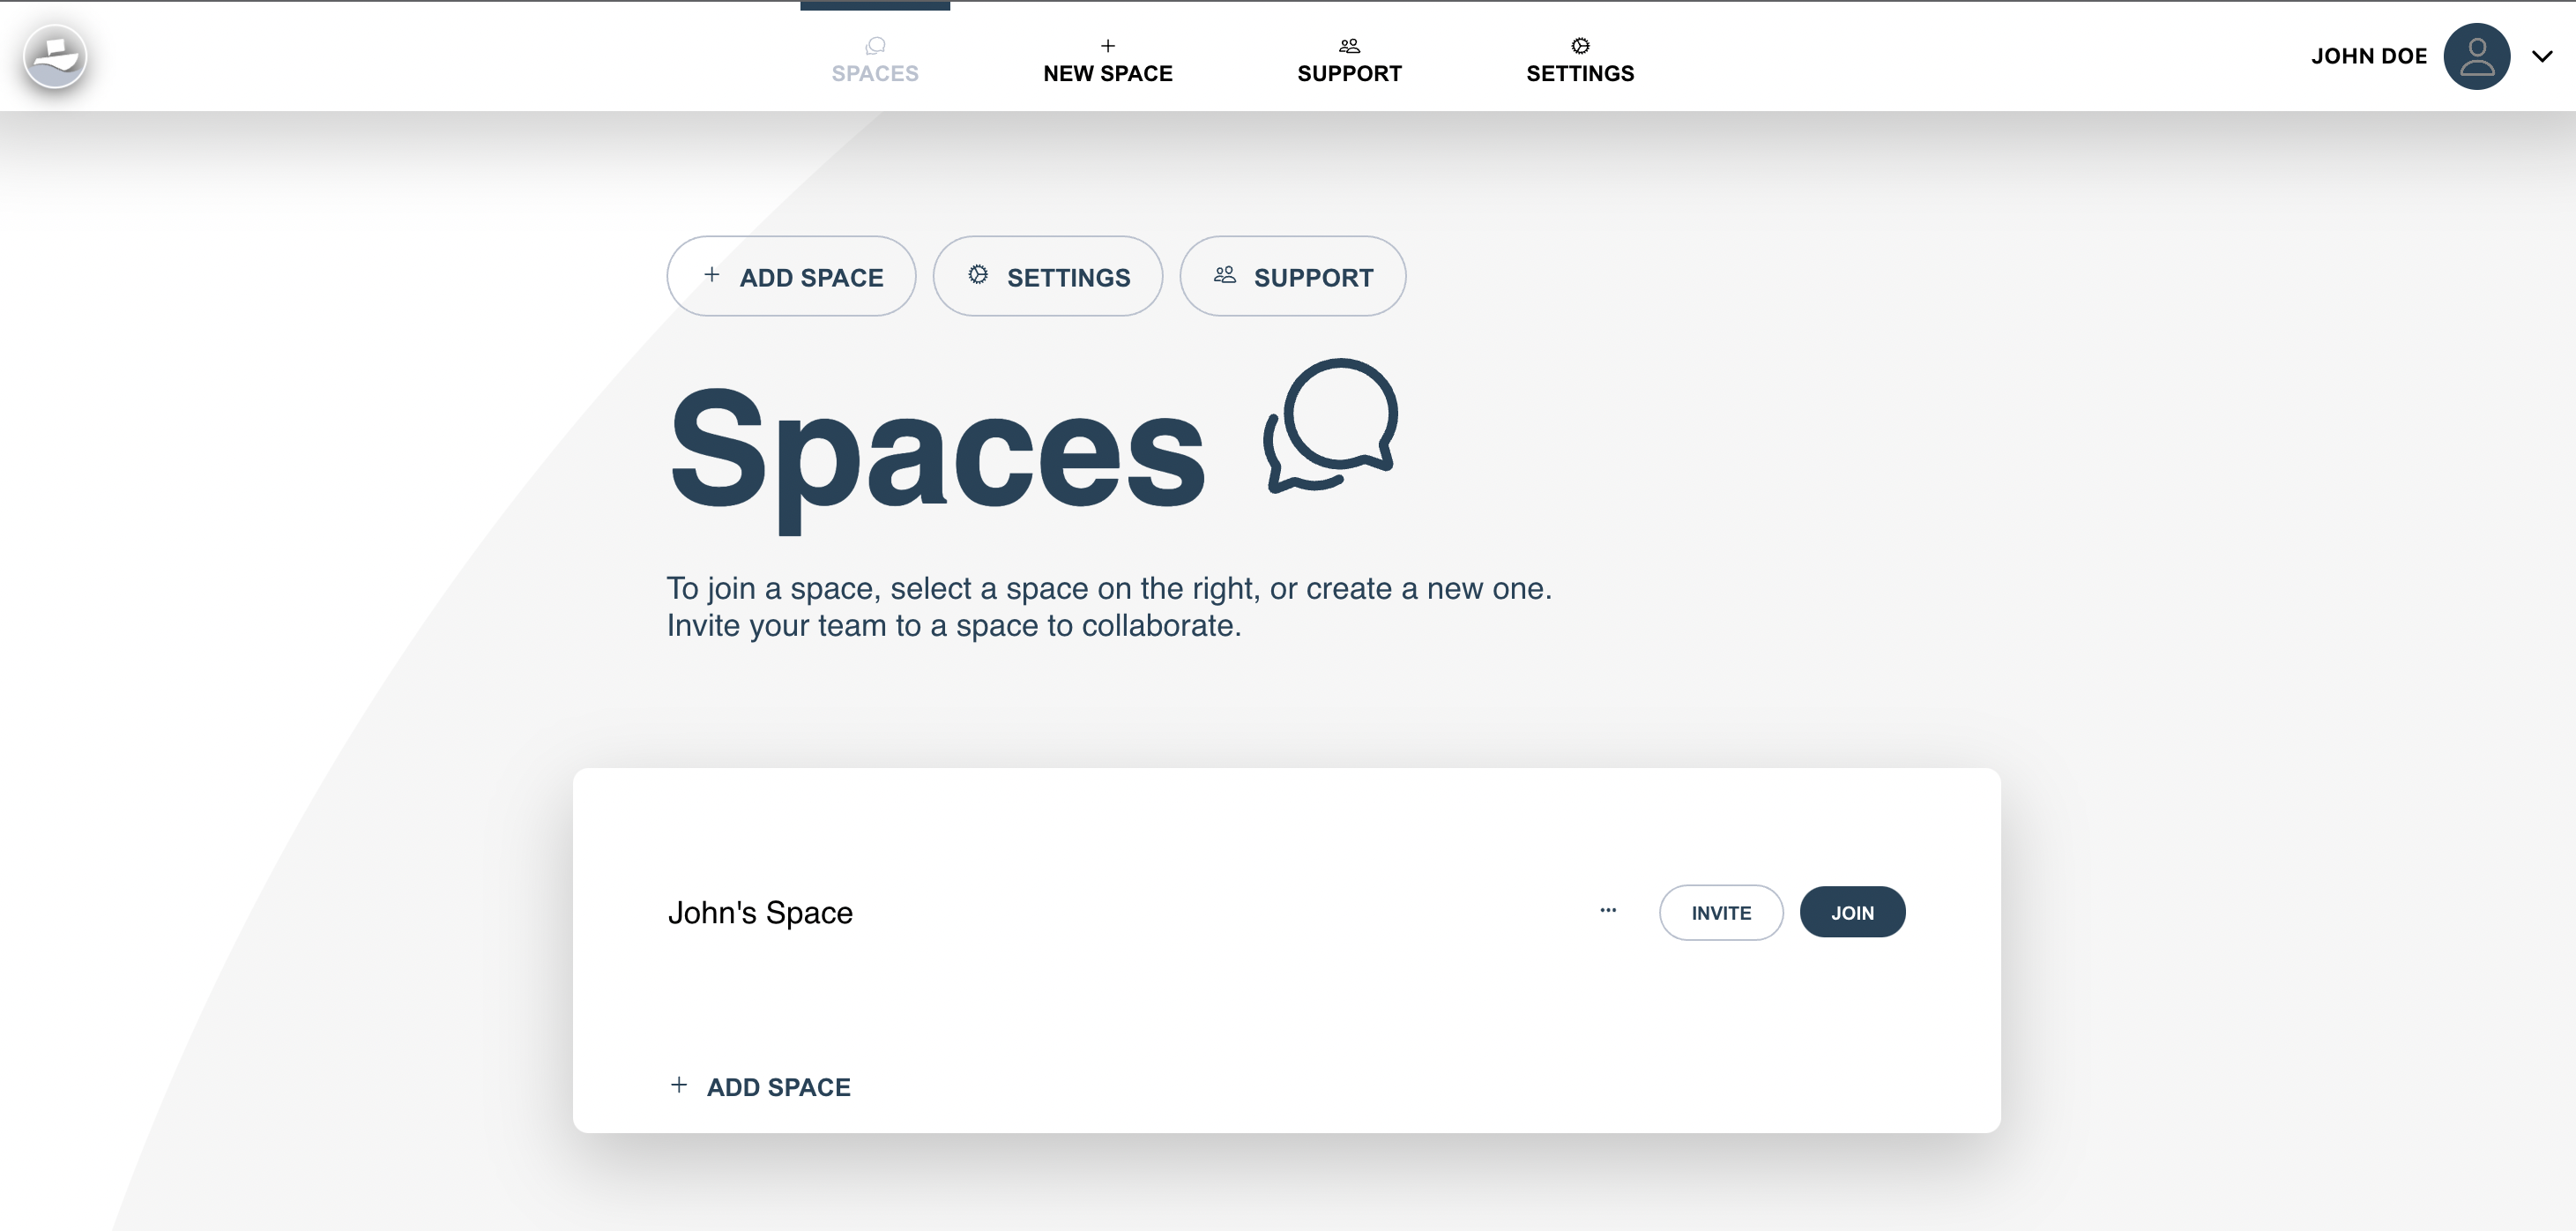 SPACES
NEW SPACE
SUPPORT
SETTINGS
JOHN DOE
ADD SPACE
SETTINGS
SUPPORT
Spaces
To join a space, select a space on the right, or create a new one.
Invite your team to a space to collaborate.
John's Space
INVITE
JOIN
ADD SPACE